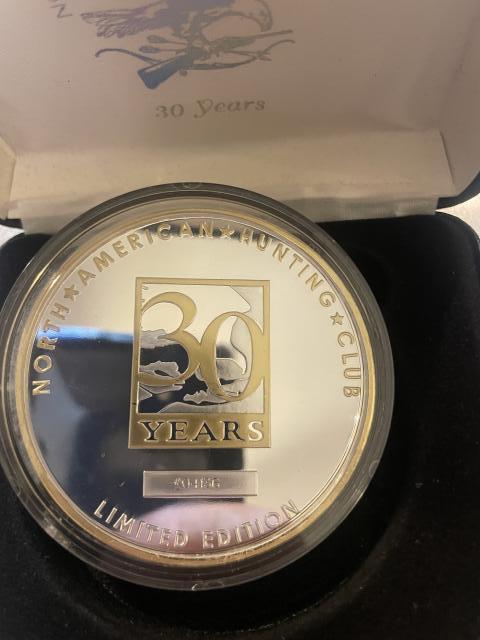 30 Years
NORTH★AMERICAN★HUNTING★CLUB
30
YEARS
LIMITED EDITION